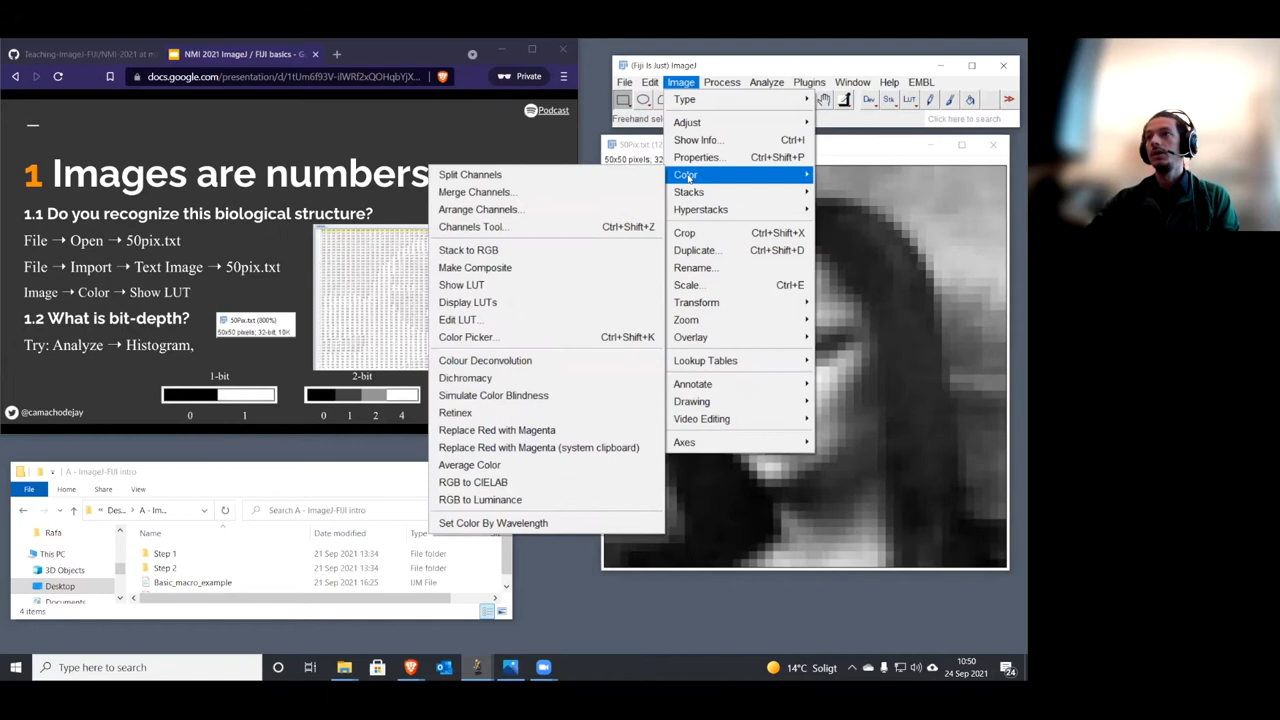 Teaching-ImageJ-FIJI/NMI-2021 at m
NMI 2021 ImageJ / FIJI basics - G
docs.google.com/presentation/d/1tUm6f93V-ilWRf2xQOHqbYjX...
Private
Podcast
1 Images are numbers
1.1 Do you recognize this biological structure?
File → Open → 50pix.txt
File → Import → Text Image → 50pix.txt
Image → Color → Show LUT
1.2 What is bit-depth?
Try: Analyze → Histogram,
50Pix.txt (800%)
50x50 pixels; 32-bit; 10K
1-bit
2-bit
0 1
0 1 2 4
@camachodejay
(Fiji Is Just) ImageJ
File Edit Image Process Analyze Plugins Window Help EMBL
Dev Stk LUT
Freehand sel
Click here to search
50Pix.txt (12
50x50 pixels; 32
Type
Adjust
Show Info... Ctrl+I
Properties... Ctrl+Shift+P
Color
Stacks
Hyperstacks
Crop Ctrl+Shift+X
Duplicate... Ctrl+Shift+D
Rename...
Scale... Ctrl+E
Transform
Zoom
Overlay
Lookup Tables
Annotate
Drawing
Video Editing
Axes
Split Channels
Merge Channels...
Arrange Channels...
Channels Tool... Ctrl+Shift+Z
Stack to RGB
Make Composite
Show LUT
Display LUTs
Edit LUT...
Color Picker... Ctrl+Shift+K
Colour Deconvolution
Dichromacy
Simulate Color Blindness
Retinex
Replace Red with Magenta
Replace Red with Magenta (system clipboard)
Average Color
RGB to CIELAB
RGB to Luminance
Set Color By Wavelength
A - ImageJ-FIJI intro
File Home Share View
Des... A - Im...
Search A - ImageJ-FIJI intro
Name Date modified Type
Rafa
This PC
3D Objects
Desktop
Documents
Step 1 21 Sep 2021 13:34 File folder
Step 2 21 Sep 2021 13:34 File folder
Basic_macro_example 21 Sep 2021 16:25 IJM File
4 items
Type here to search
14°C Soligt
10:50
24 Sep 2021
24